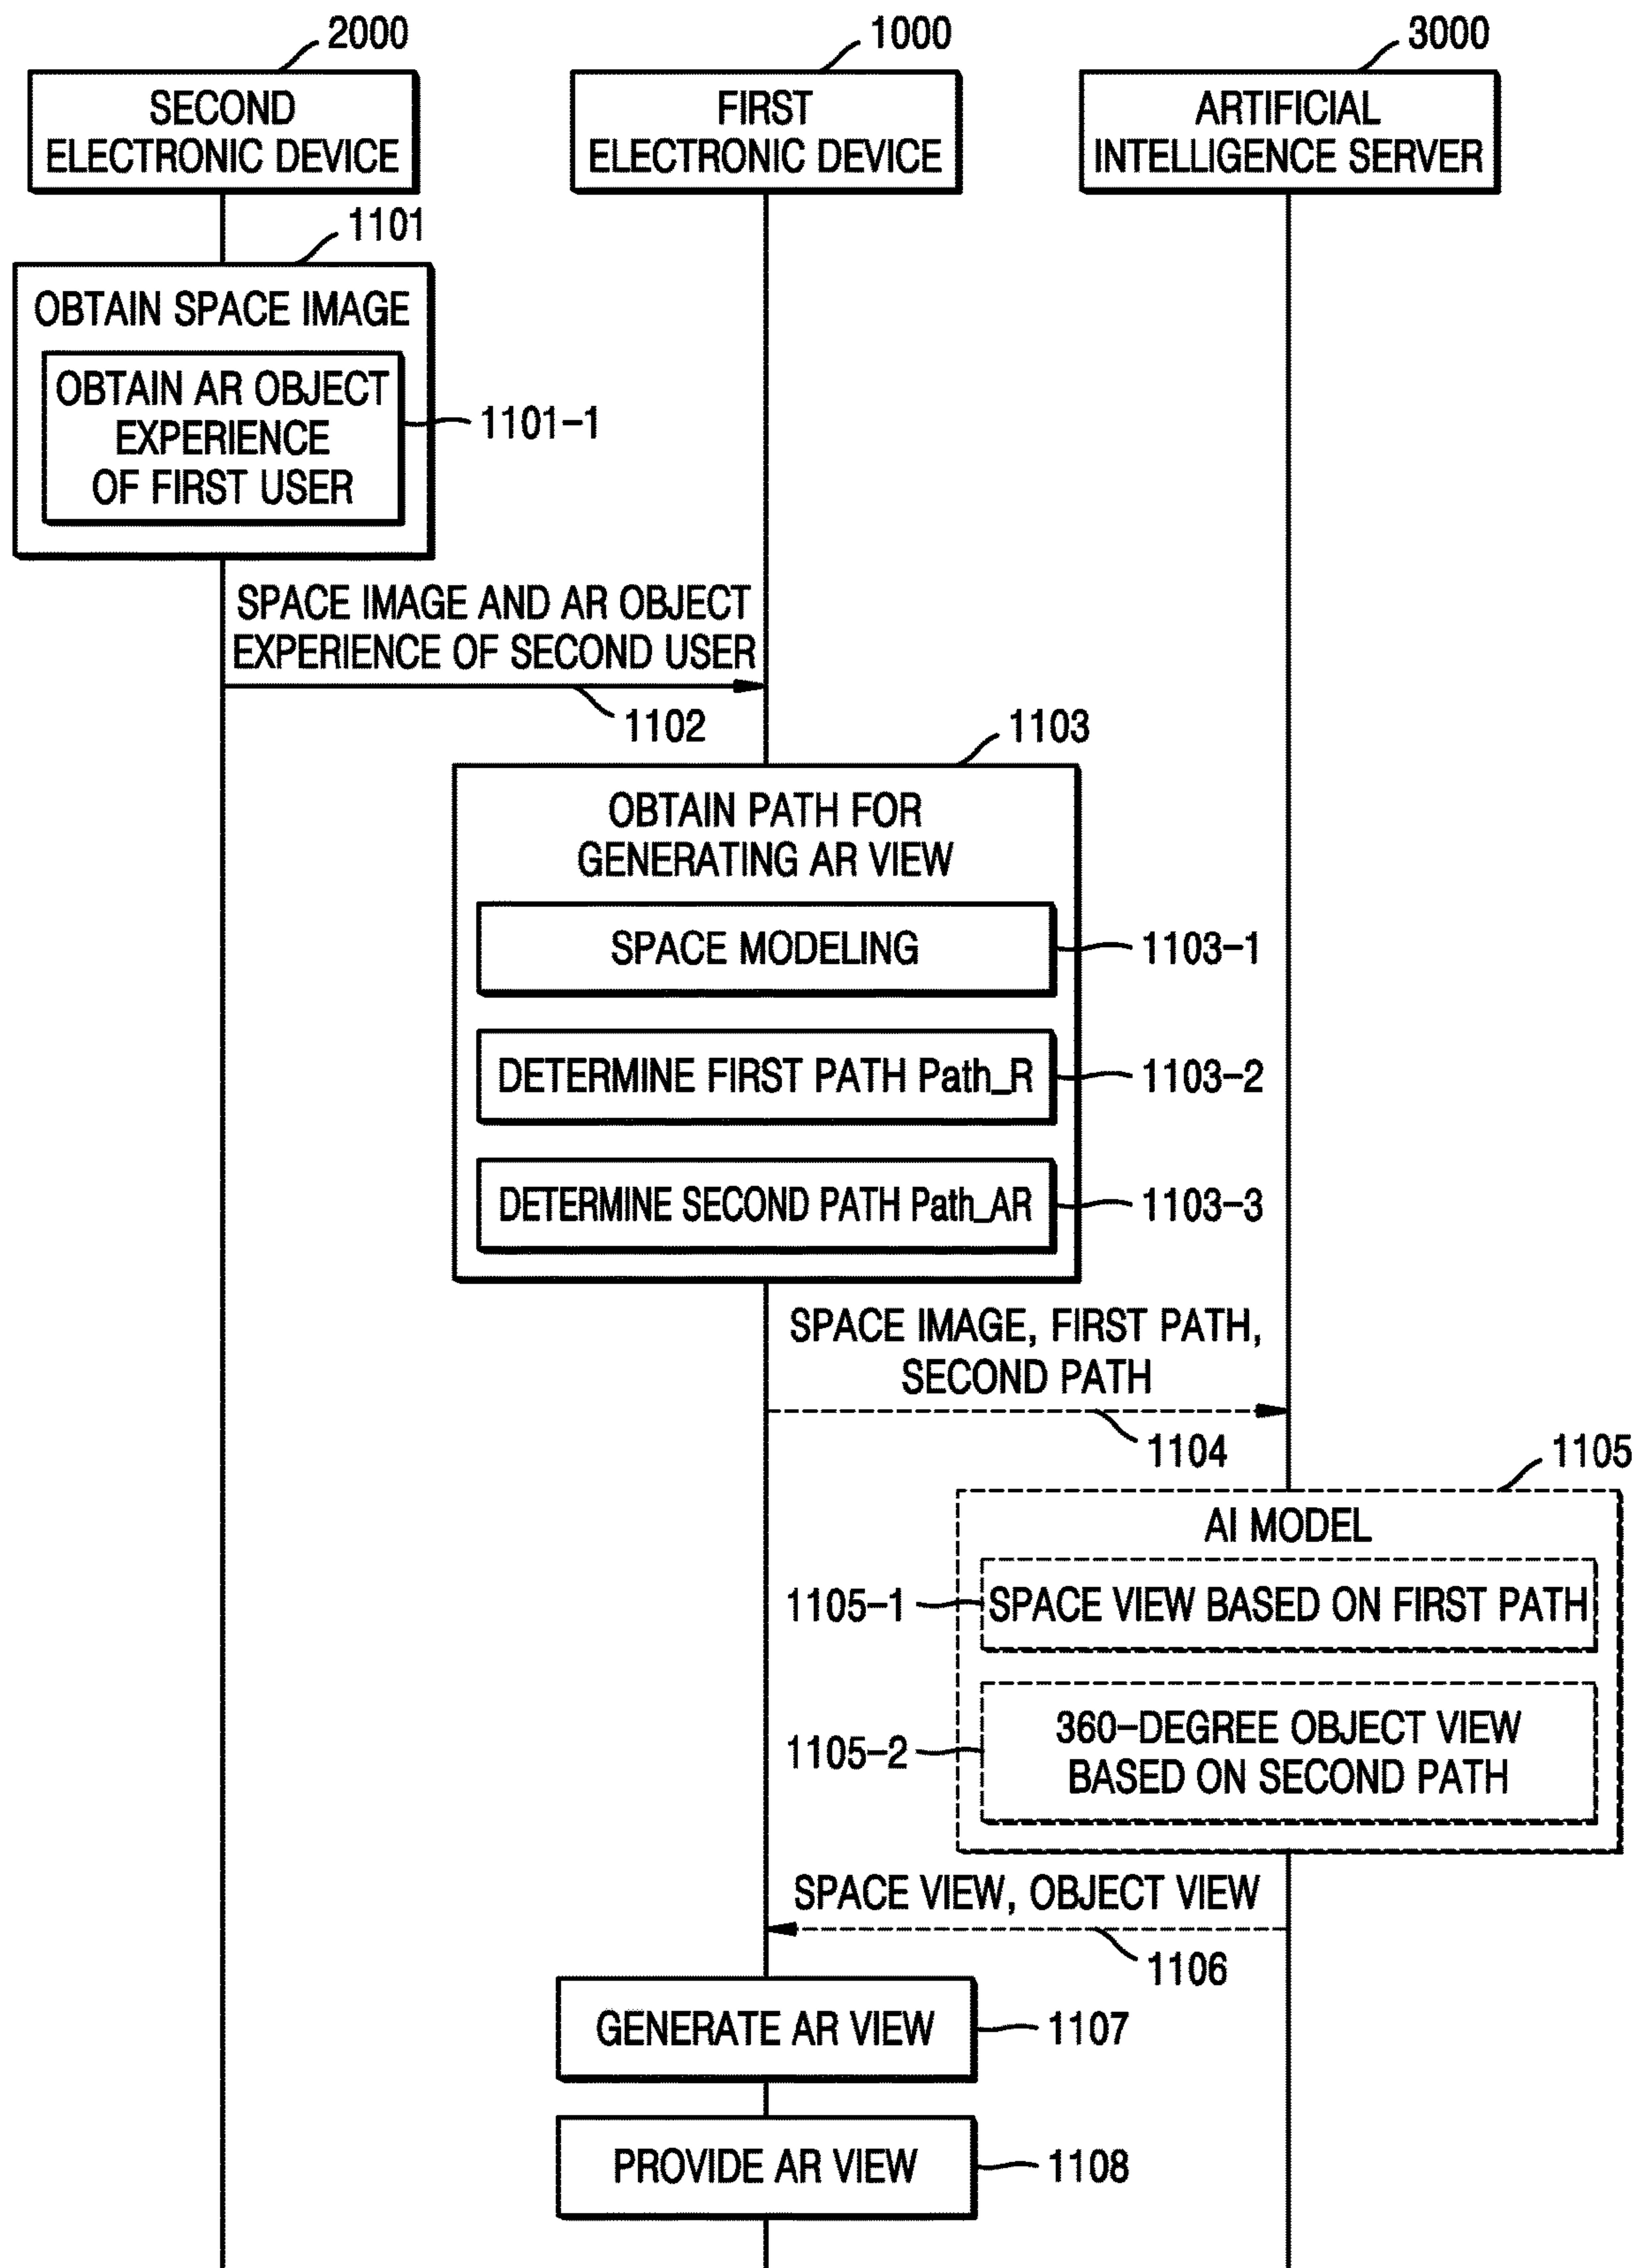 2000
1000
3000
SECOND
ELECTRONIC DEVICE
FIRST
ELECTRONIC DEVICE
ARTIFICIAL
INTELLIGENCE SERVER
1101
OBTAIN SPACE IMAGE
OBTAIN AR OBJECT
EXPERIENCE
OF FIRST USER
1101-1
SPACE IMAGE AND AR OBJECT
EXPERIENCE OF SECOND USER
1102
1103
OBTAIN PATH FOR
GENERATING AR VIEW
SPACE MODELING
1103-1
DETERMINE FIRST PATH Path_R
1103-2
DETERMINE SECOND PATH Path_AR
1103-3
SPACE IMAGE, FIRST PATH,
SECOND PATH
1104
1105
AI MODEL
1105-1
SPACE VIEW BASED ON FIRST PATH
1105-2
360-DEGREE OBJECT VIEW
BASED ON SECOND PATH
SPACE VIEW, OBJECT VIEW
1106
GENERATE AR VIEW
1107
PROVIDE AR VIEW
1108